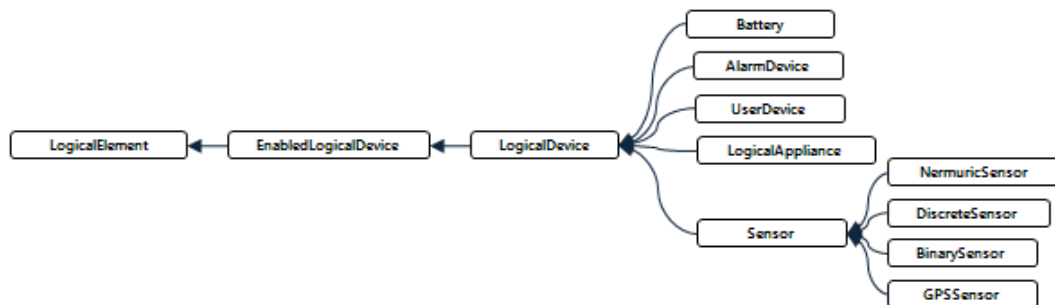 Battery
AlarmDevice
UserDevice
LogicalElement
EnabledLogicalDevice
LogicalDevice
LogicalAppliance
NermuricSensor
DiscreteSensor
Sensor
BinarySensor
GPSSensor